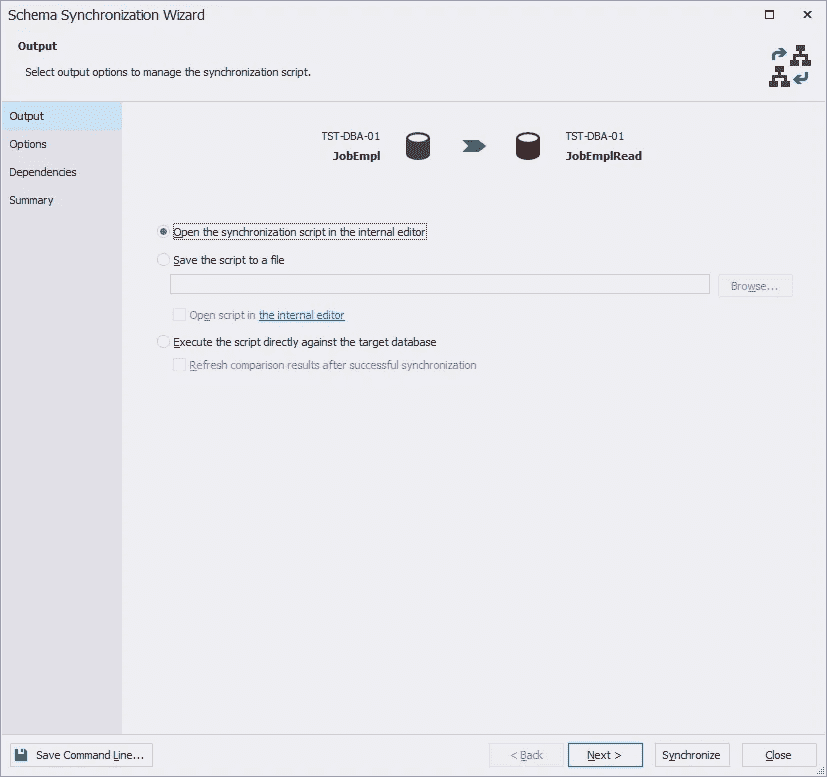 Schema Synchronization Wizard
Output
Select output options to manage the synchronization script.
Output
Options
Dependencies
Summary
TST-DBA-01
JobEmpl
TST-DBA-01
JobEmplRead
Open the synchronization script in the internal editor
Save the script to a file
Browse...
Open script in the internal editor
Execute the script directly against the target database
Refresh comparison results after successful synchronization
Save Command Line...
< Back
Next >
Synchronize
Close